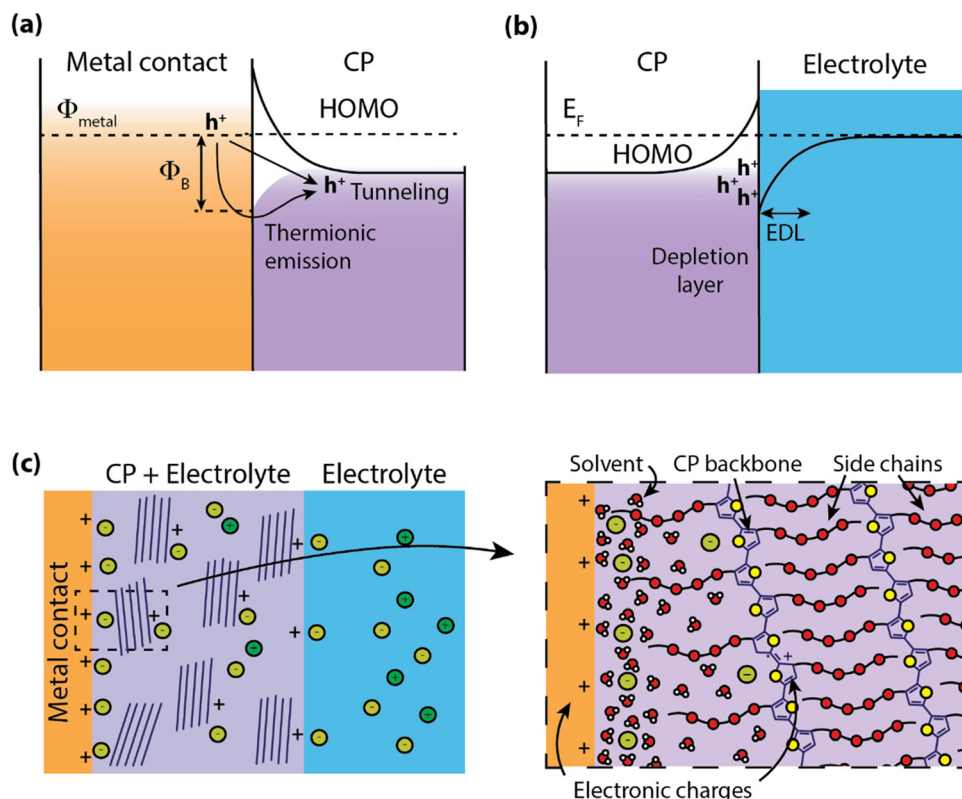 (a)
Metal contact
CP
Φmetal
h+
HOMO
ΦB
h+
Tunneling
Thermionic
emission
(b)
CP
Electrolyte
EF
HOMO
h+
h+
h+
EDL
Depletion
layer
(c)
CP + Electrolyte
Electrolyte
Metal contact
Solvent
CP backbone
Side chains
Electronic charges